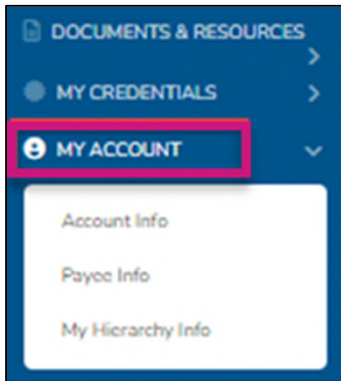 DOCUMENTS & RESOURCES
MY CREDENTIALS
MY ACCOUNT
Account Info
Payee Info
My Hierarchy Info